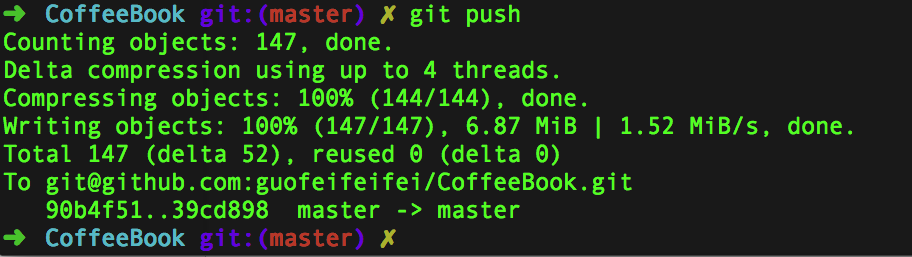 ➜ CoffeeBook git:(master) ✗ git push
Counting objects: 147, done.
Delta compression using up to 4 threads.
Compressing objects: 100% (144/144), done.
Writing objects: 100% (147/147), 6.87 MiB | 1.52 MiB/s, done.
Total 147 (delta 52), reused 0 (delta 0)
To git@github.com:guofeifeifei/CoffeeBook.git
   90b4f51..39cd898  master -> master
➜ CoffeeBook git:(master) ✗